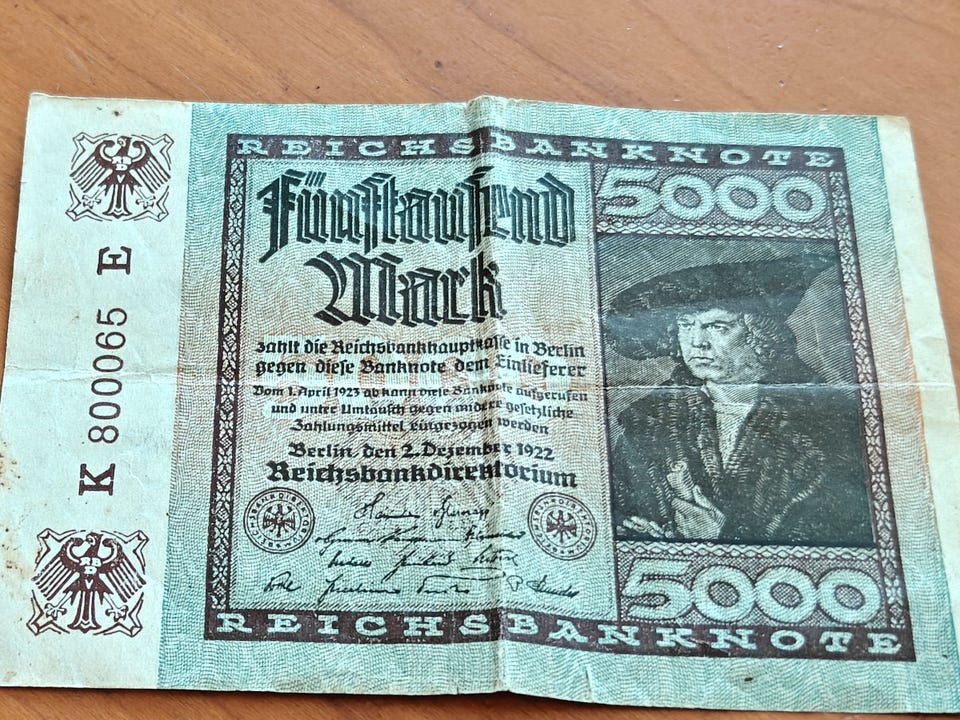 REICHSBANKNOTE
Fünftausend
Mark
zahlt die Reichsbankhauptkasse in Berlin
gegen diese Banknote dem Einlieferer
Vom 1. April 1923 ab kann diese Banknote aufgerufen
und unter Umtausch gegen andere gesetzliche
Zahlungsmittel eingezogen werden
Berlin, den 2. Dezember 1922
Reichsbankdirektorium
5000
5000
REICHSBANKNOTE
K 800065 E